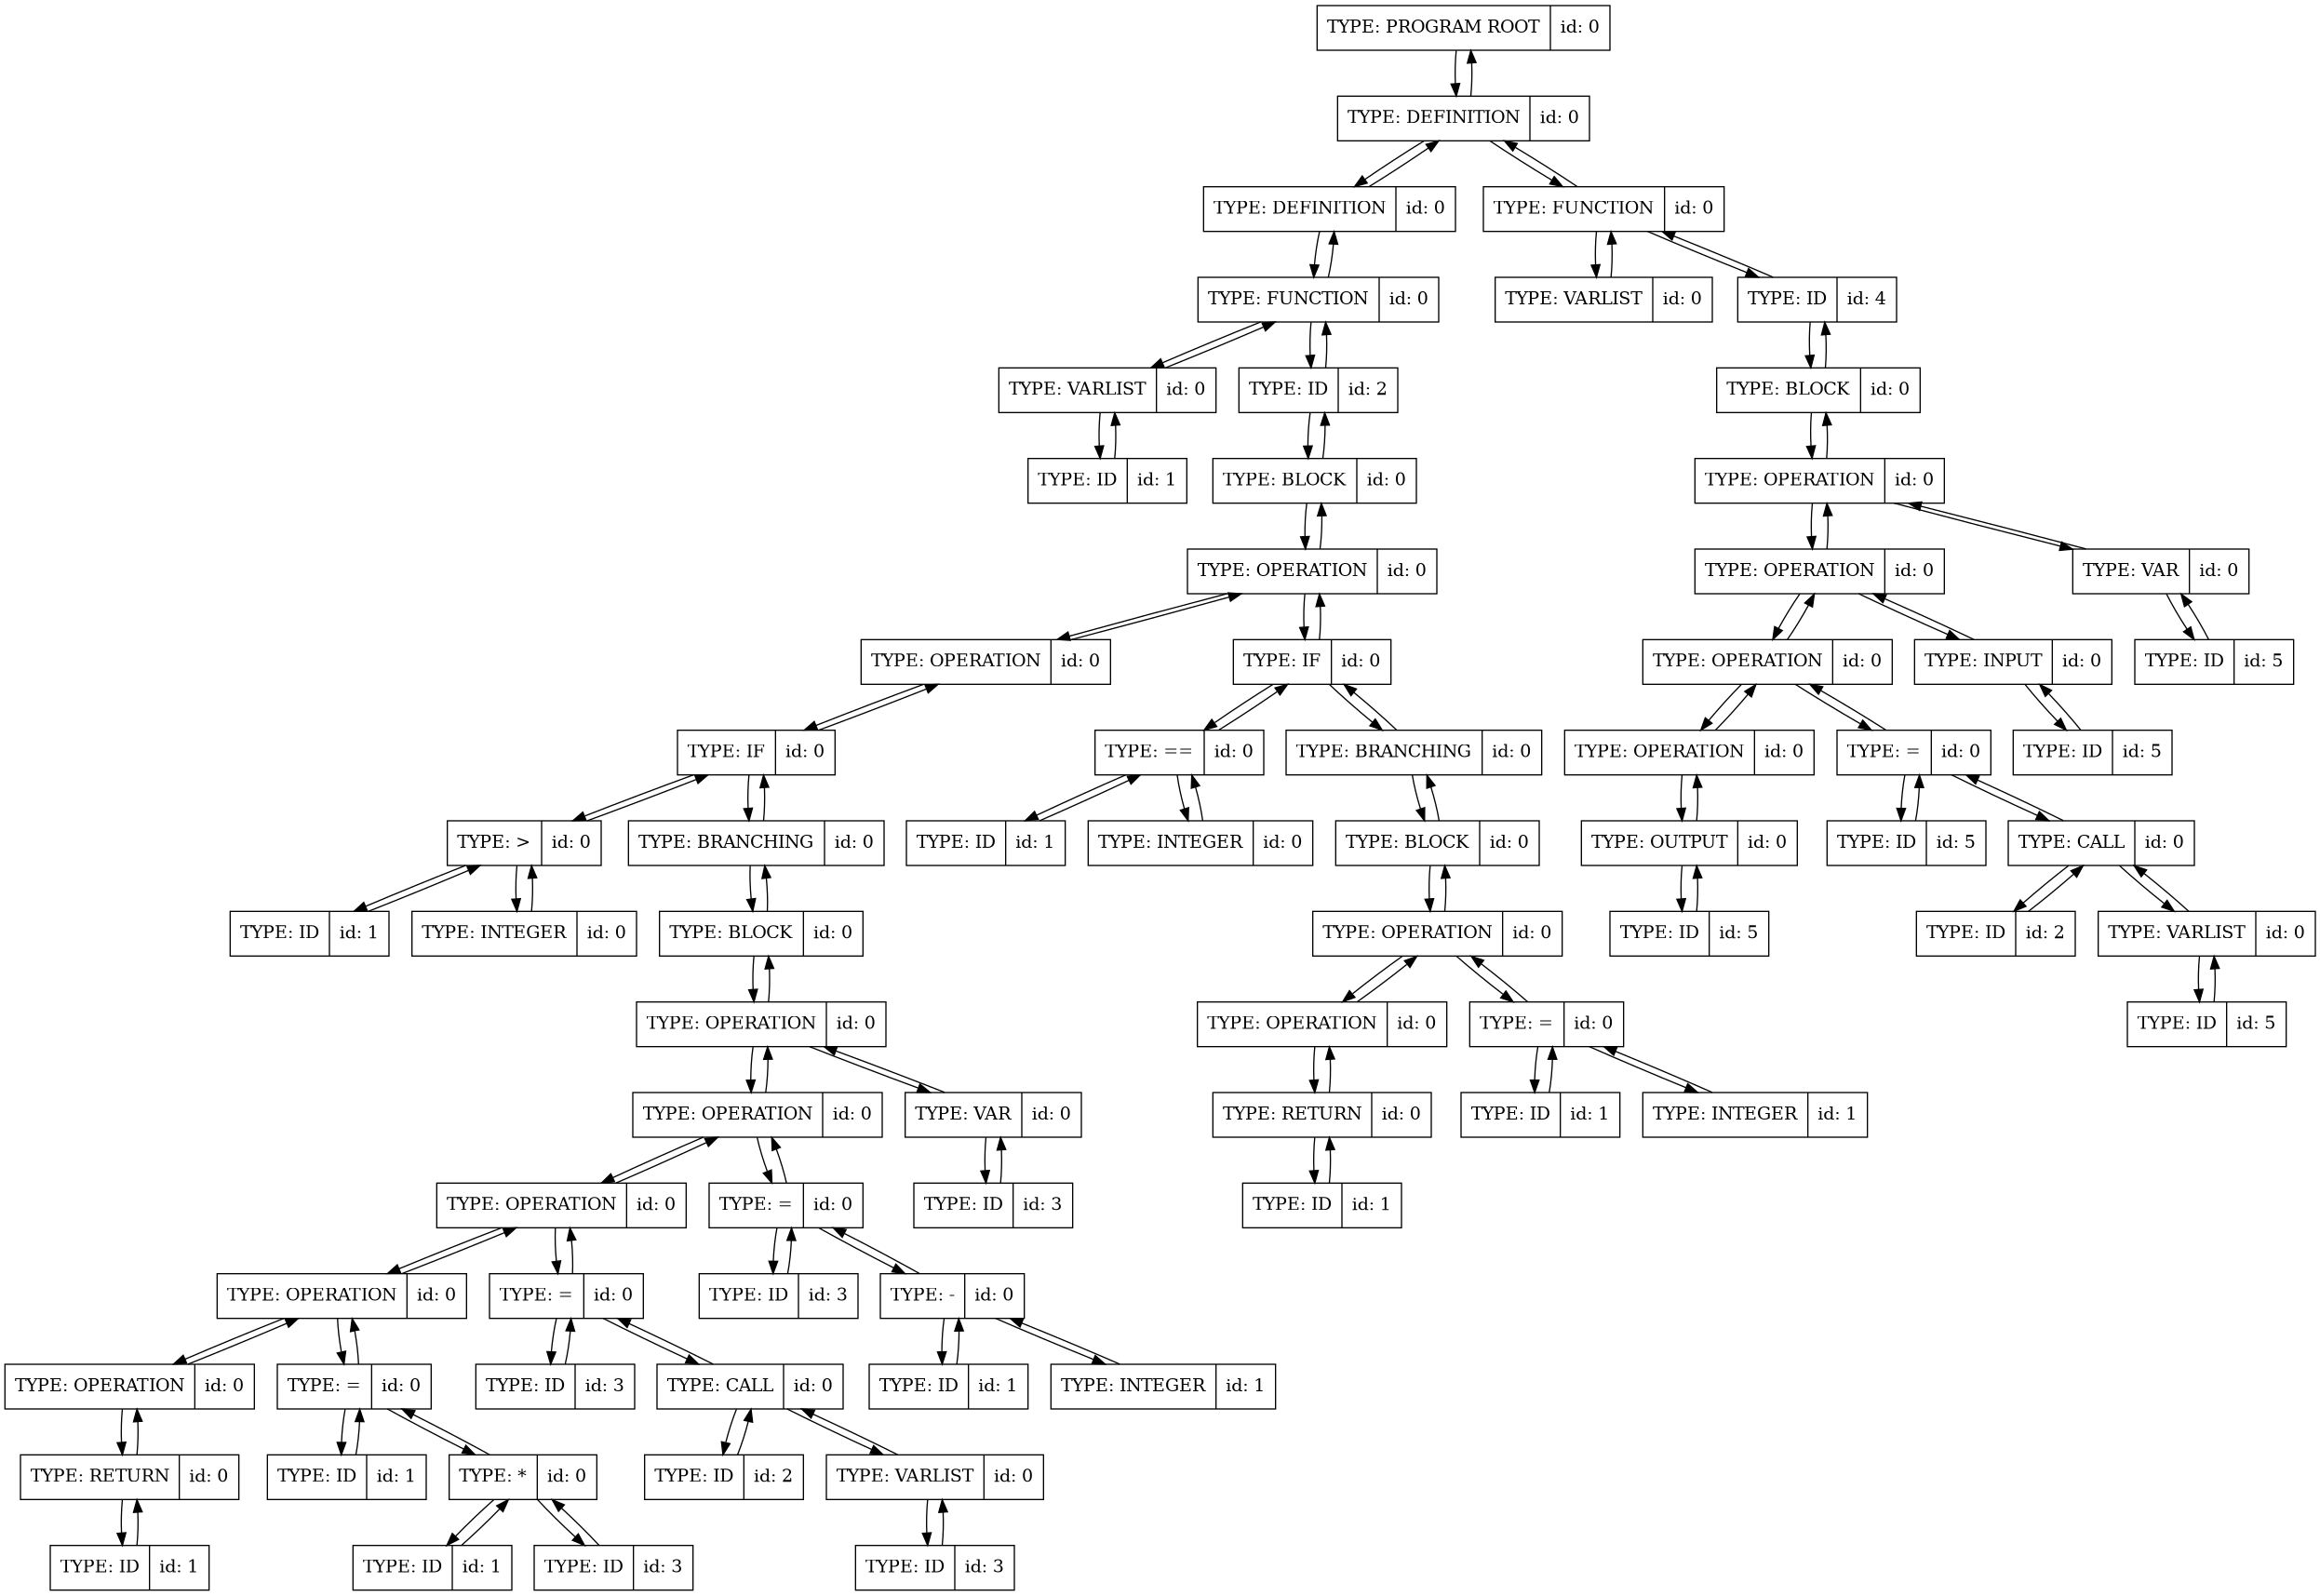 TYPE: PROGRAM ROOT id: 0
TYPE: DEFINITION id: 0
TYPE: DEFINITION id: 0 TYPE: FUNCTION id: 0
TYPE: FUNCTION id: 0 TYPE: VARLIST id: 0 TYPE: ID id: 4
TYPE: VARLIST id: 0 TYPE: ID id: 2 TYPE: BLOCK id: 0
TYPE: ID id: 1 TYPE: BLOCK id: 0 TYPE: OPERATION id: 0
TYPE: OPERATION id: 0 TYPE: OPERATION id: 0 TYPE: VAR id: 0
TYPE: OPERATION id: 0 TYPE: IF id: 0 TYPE: OPERATION id: 0 TYPE: INPUT id: 0 TYPE: ID id: 5
TYPE: IF id: 0 TYPE: == id: 0 TYPE: BRANCHING id: 0 TYPE: OPERATION id: 0 TYPE: = id: 0 TYPE: ID id: 5
TYPE: > id: 0 TYPE: BRANCHING id: 0 TYPE: ID id: 1 TYPE: INTEGER id: 0 TYPE: BLOCK id: 0 TYPE: OUTPUT id: 0 TYPE: ID id: 5 TYPE: CALL id: 0
TYPE: ID id: 1 TYPE: INTEGER id: 0 TYPE: BLOCK id: 0 TYPE: OPERATION id: 0 TYPE: ID id: 5 TYPE: ID id: 2 TYPE: VARLIST id: 0
TYPE: OPERATION id: 0 TYPE: OPERATION id: 0 TYPE: = id: 0 TYPE: ID id: 5
TYPE: OPERATION id: 0 TYPE: VAR id: 0 TYPE: RETURN id: 0 TYPE: ID id: 1 TYPE: INTEGER id: 1
TYPE: OPERATION id: 0 TYPE: = id: 0 TYPE: ID id: 3 TYPE: ID id: 1
TYPE: OPERATION id: 0 TYPE: = id: 0 TYPE: ID id: 3 TYPE: - id: 0
TYPE: OPERATION id: 0 TYPE: = id: 0 TYPE: ID id: 3 TYPE: CALL id: 0 TYPE: ID id: 1 TYPE: INTEGER id: 1
TYPE: RETURN id: 0 TYPE: ID id: 1 TYPE: * id: 0 TYPE: ID id: 2 TYPE: VARLIST id: 0
TYPE: ID id: 1 TYPE: ID id: 1 TYPE: ID id: 3 TYPE: ID id: 3